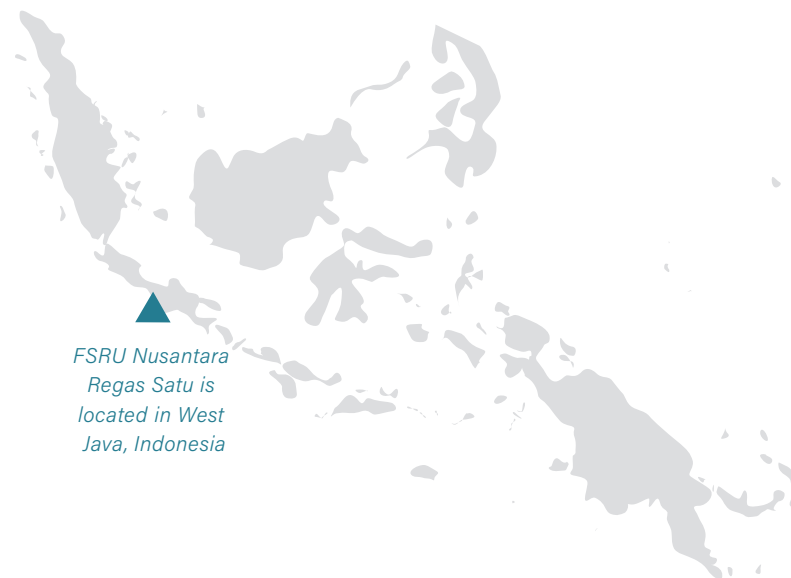 FSRU Nusantara
Regas Satu is
located in West
Java, Indonesia